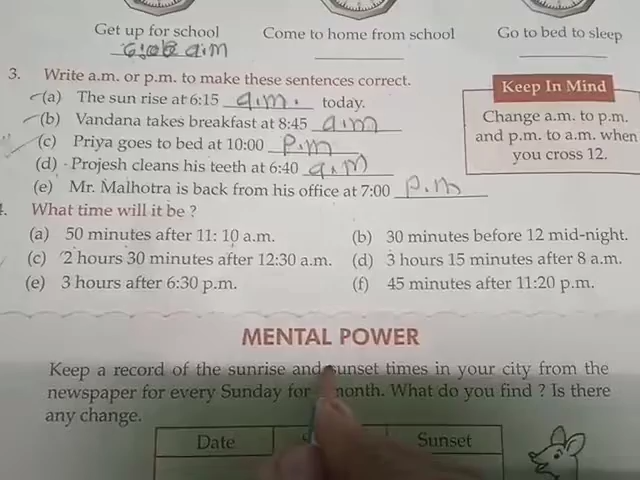 Get up for school
Come to home from school
Go to bed to sleep
a.m
3. Write a.m. or p.m. to make these sentences correct.
(a) The sun rise at 6:15 a.m. today.
(b) Vandana takes breakfast at 8:45 a.m
(c) Priya goes to bed at 10:00 p.m
(d) Projesh cleans his teeth at 6:40 a.m
(e) Mr. Malhotra is back from his office at 7:00 p.m
Keep In Mind
Change a.m. to p.m.
and p.m. to a.m. when
you cross 12.
4. What time will it be ?
(a) 50 minutes after 11: 10 a.m.
(b) 30 minutes before 12 mid-night.
(c) 2 hours 30 minutes after 12:30 a.m.
(d) 3 hours 15 minutes after 8 a.m.
(e) 3 hours after 6:30 p.m.
(f) 45 minutes after 11:20 p.m.
MENTAL POWER
Keep a record of the sunrise and sunset times in your city from the
newspaper for every Sunday for month. What do you find ? Is there
any change.
Date
Sunset